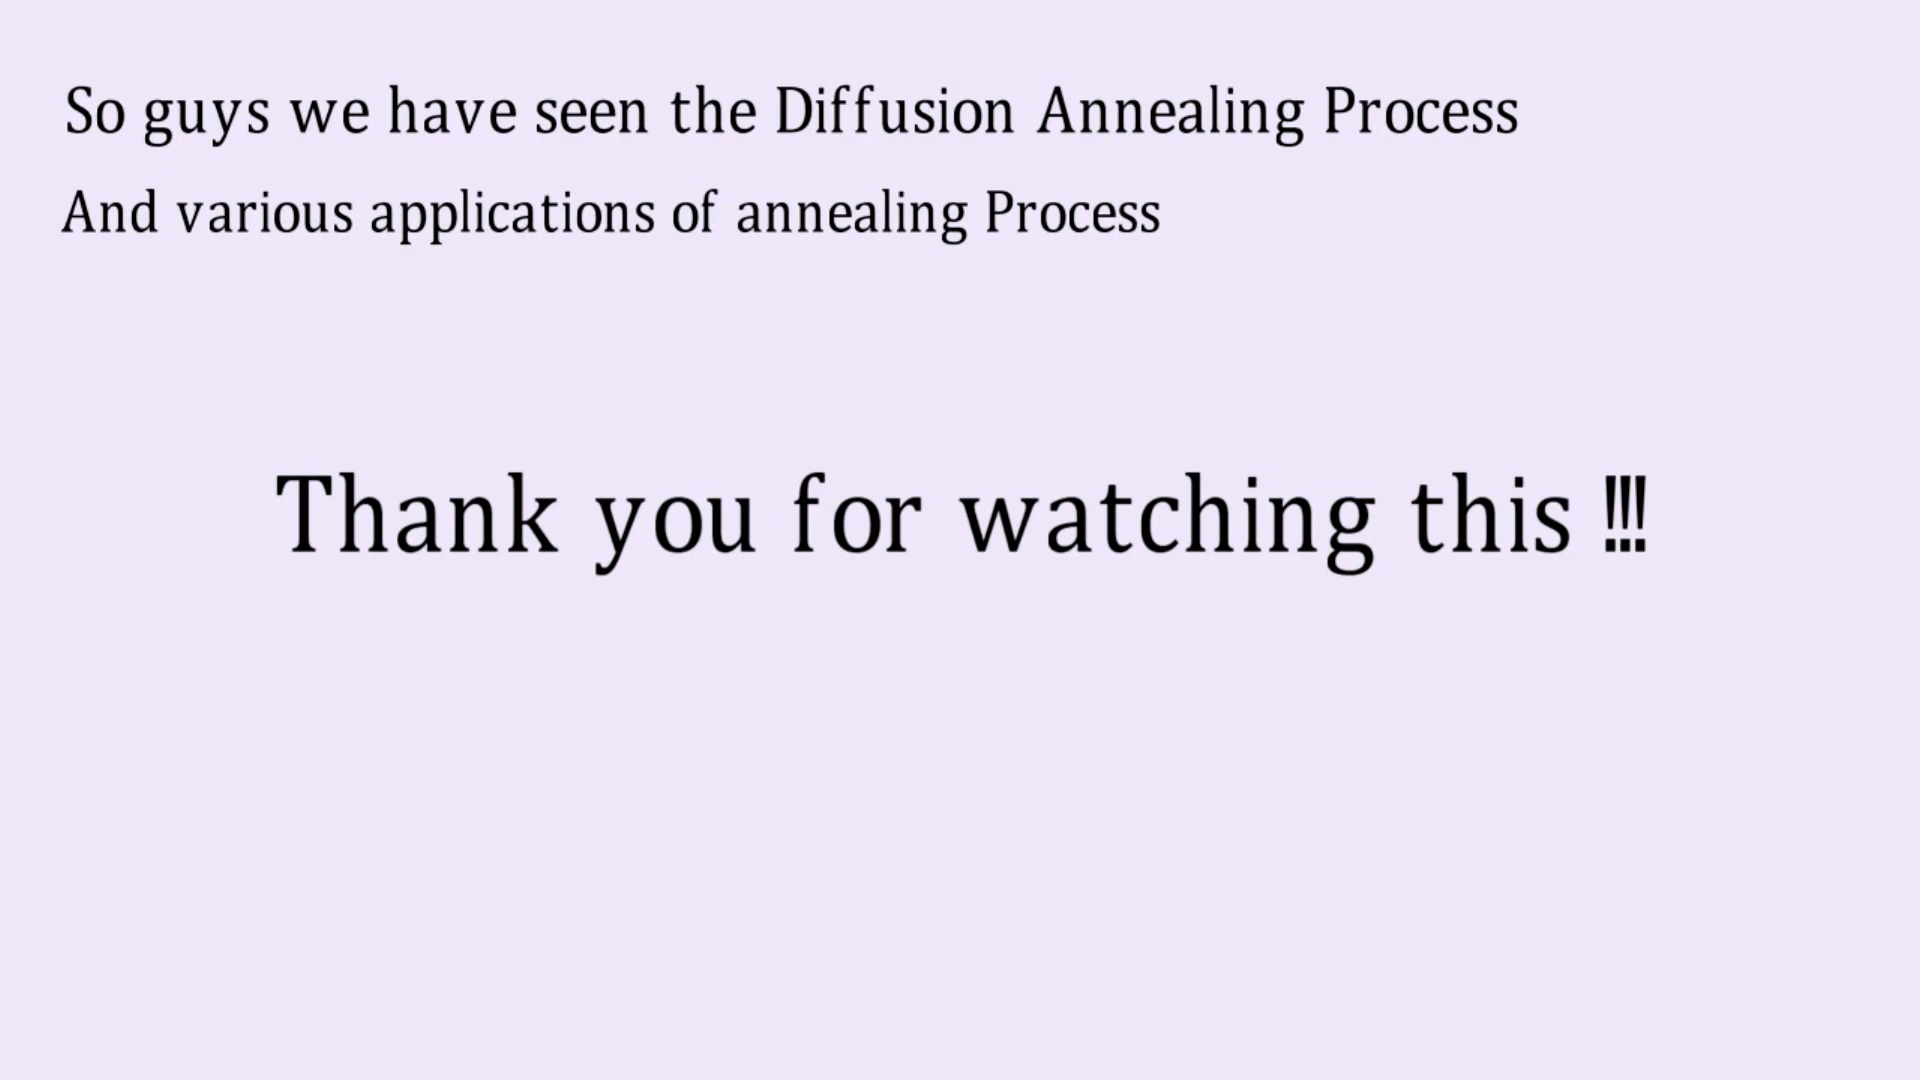 So guys we have seen the Diffusion Annealing Process
And various applications of annealing Process
Thank you for watching this !!!